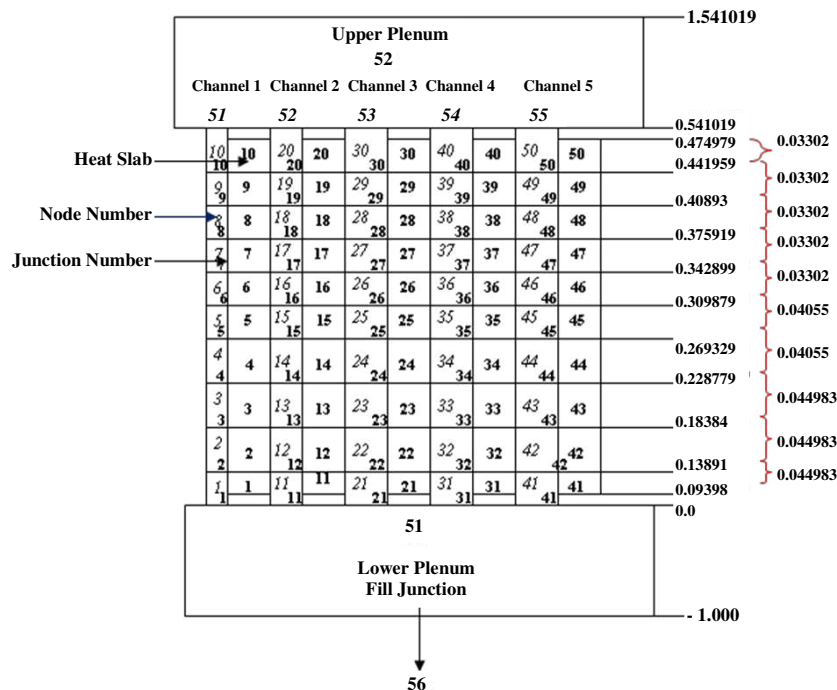 1.541019
Upper Plenum
52
Channel 1 Channel 2 Channel 3 Channel 4 Channel 5
51 52 53 54 55
0.541019
0.474979
0.03302
Heat Slab
10 10 20 20 30 30 40 40 50 50
10 20 30 40 50
0.441959
0.03302
9 9 19 19 29 29 39 39 49 49
9 19 29 39 49
0.40893
0.03302
Node Number
8 8 18 18 28 28 38 38 48 48
8 18 28 38 48
0.375919
0.03302
Junction Number
7 7 17 17 27 27 37 37 47 47
7 17 27 37 47
0.342899
0.03302
6 6 16 16 26 26 36 36 46 46
6 16 26 36 46
0.309879
0.04055
5 5 15 15 25 25 35 35 45 45
5 15 25 35 45
0.269329
0.04055
4 4 14 14 24 24 34 34 44 44
4 14 24 34 44
0.228779
0.044983
3 3 13 13 23 23 33 33 43 43
3 13 23 33 43
0.18384
0.044983
2 2 12 12 22 22 32 32 42 42
2 12 22 32 42
0.13891
0.044983
1 1 11 11 21 21 31 31 41 41
1 11 21 31 41
0.09398
0.0
51
Lower Plenum
Fill Junction
- 1.000
56